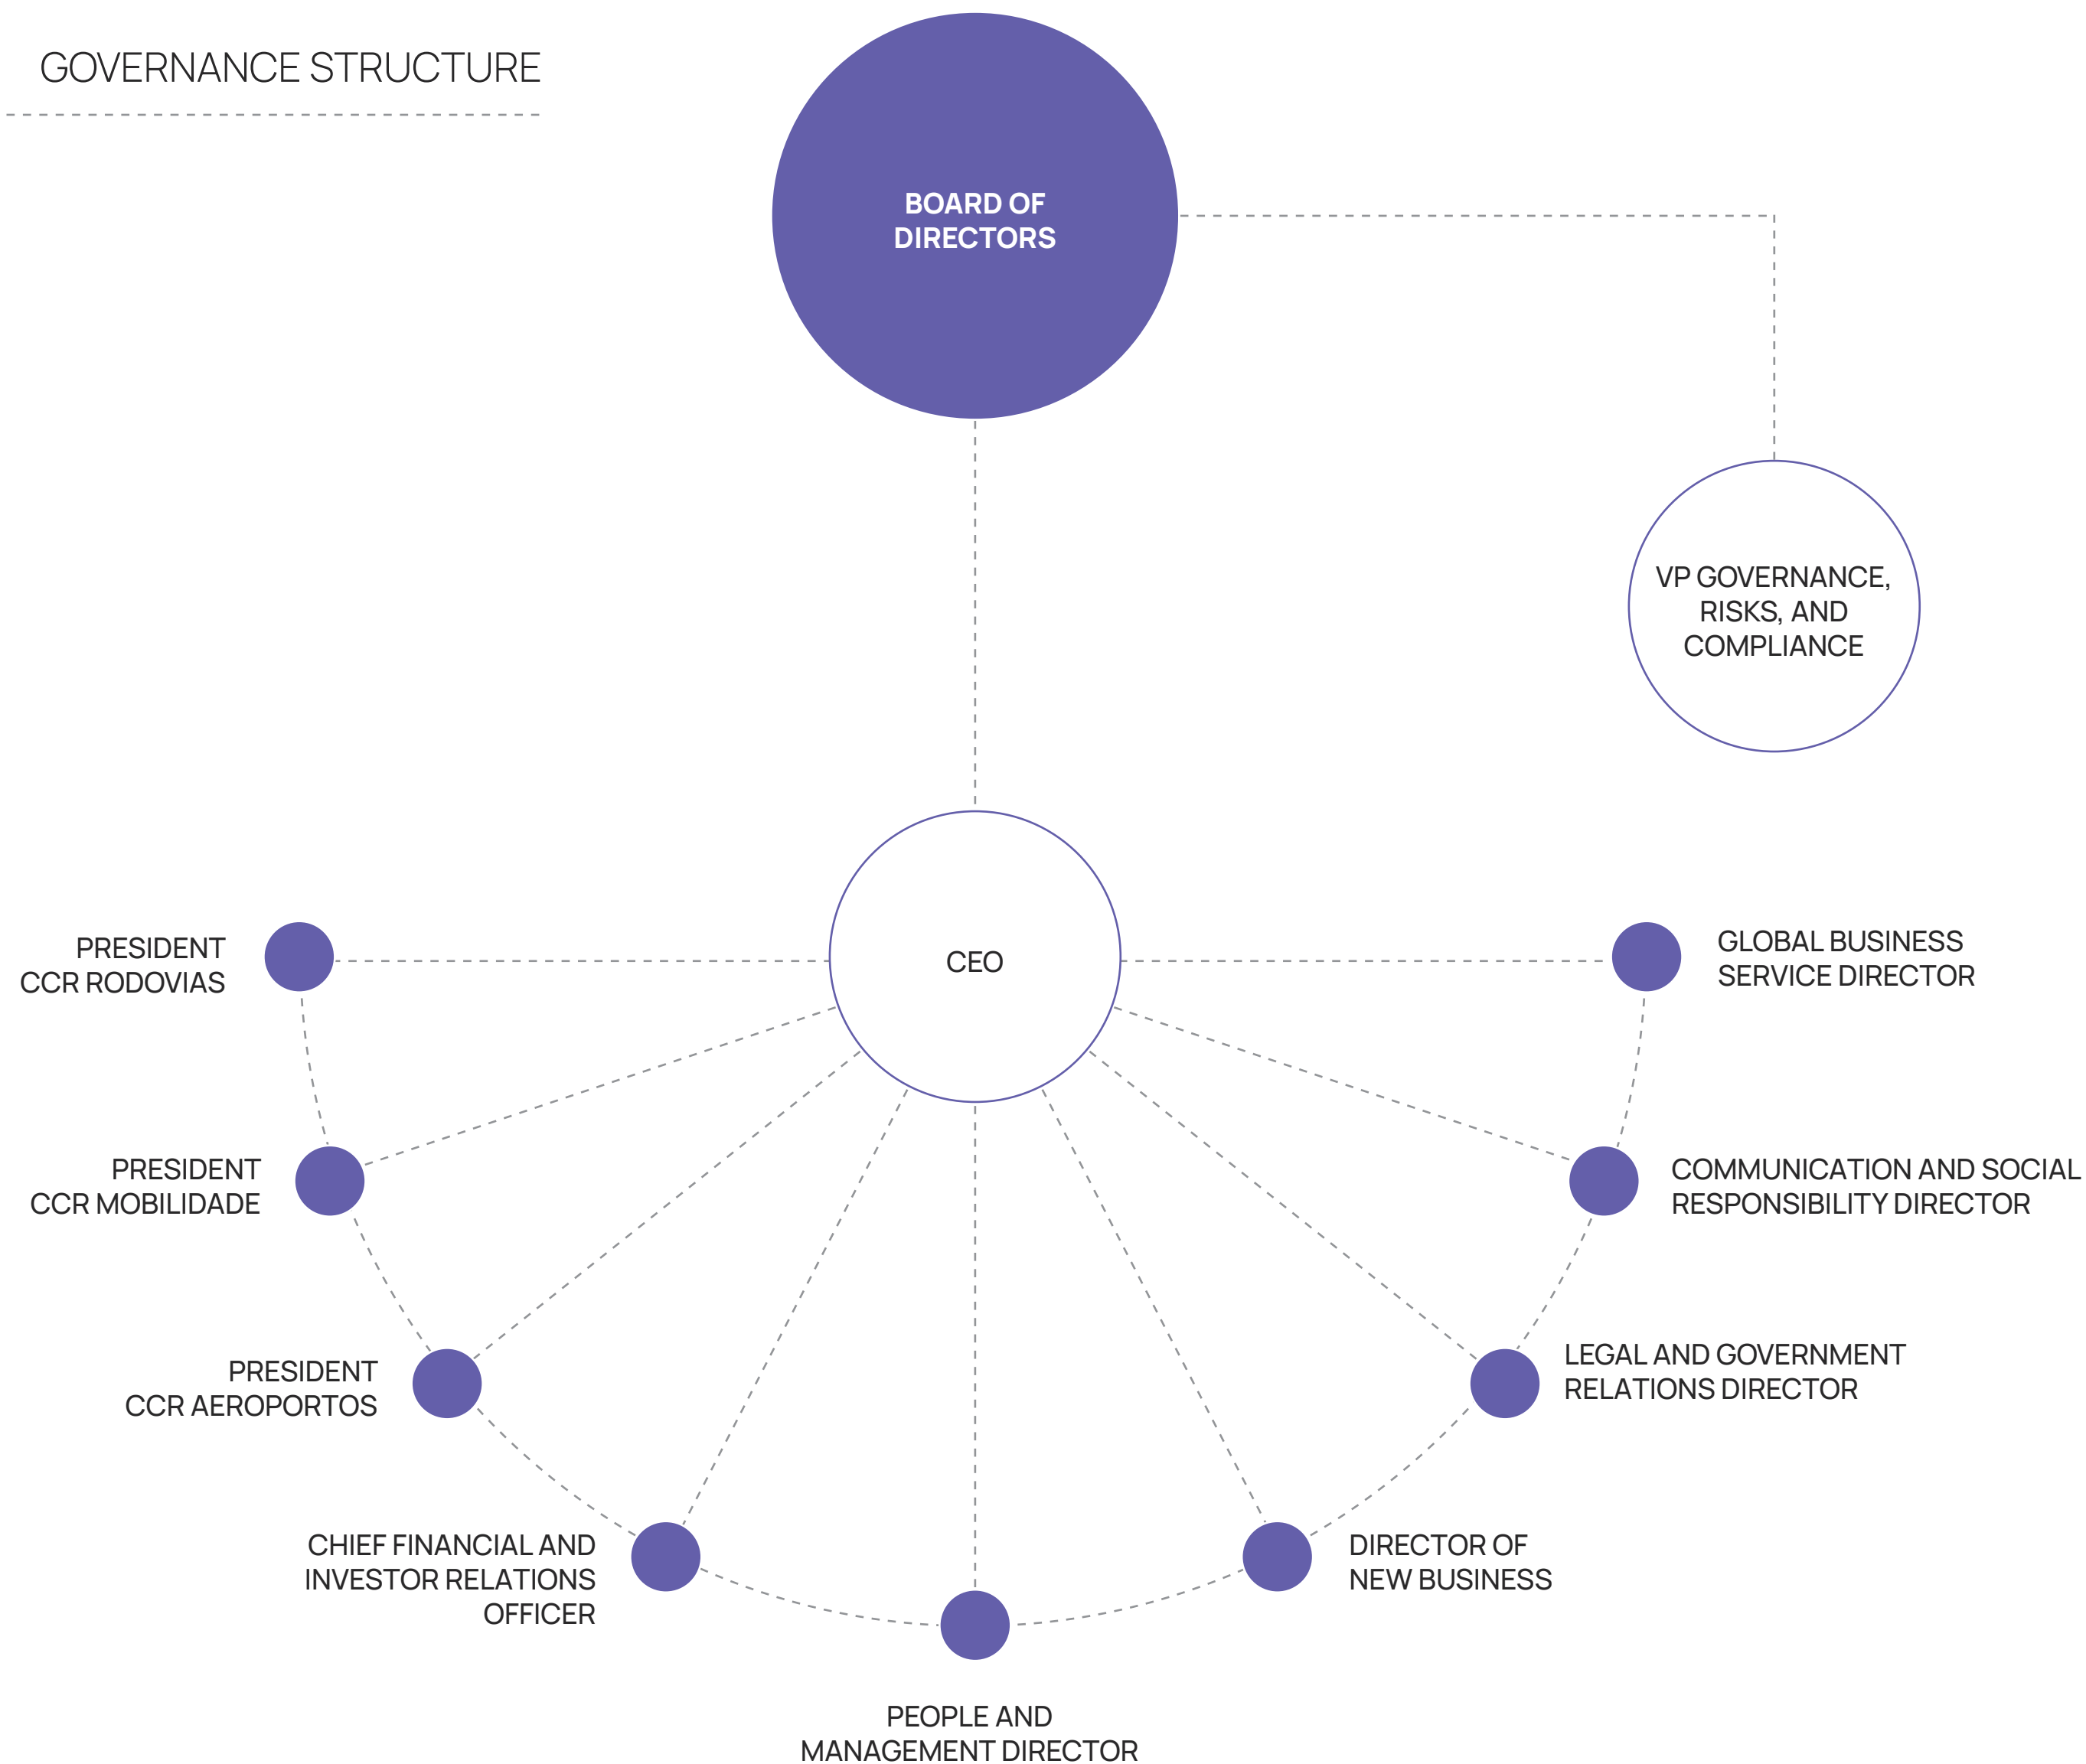 GOVERNANCE STRUCTURE
BOARD OF
DIRECTORS
VP GOVERNANCE,
RISKS, AND
COMPLIANCE
CEO
PRESIDENT
CCR RODOVIAS
PRESIDENT
CCR MOBILIDADE
PRESIDENT
CCR AEROPORTOS
CHIEF FINANCIAL AND
INVESTOR RELATIONS
OFFICER
PEOPLE AND
MANAGEMENT DIRECTOR
DIRECTOR OF
NEW BUSINESS
LEGAL AND GOVERNMENT
RELATIONS DIRECTOR
COMMUNICATION AND SOCIAL
RESPONSIBILITY DIRECTOR
GLOBAL BUSINESS
SERVICE DIRECTOR